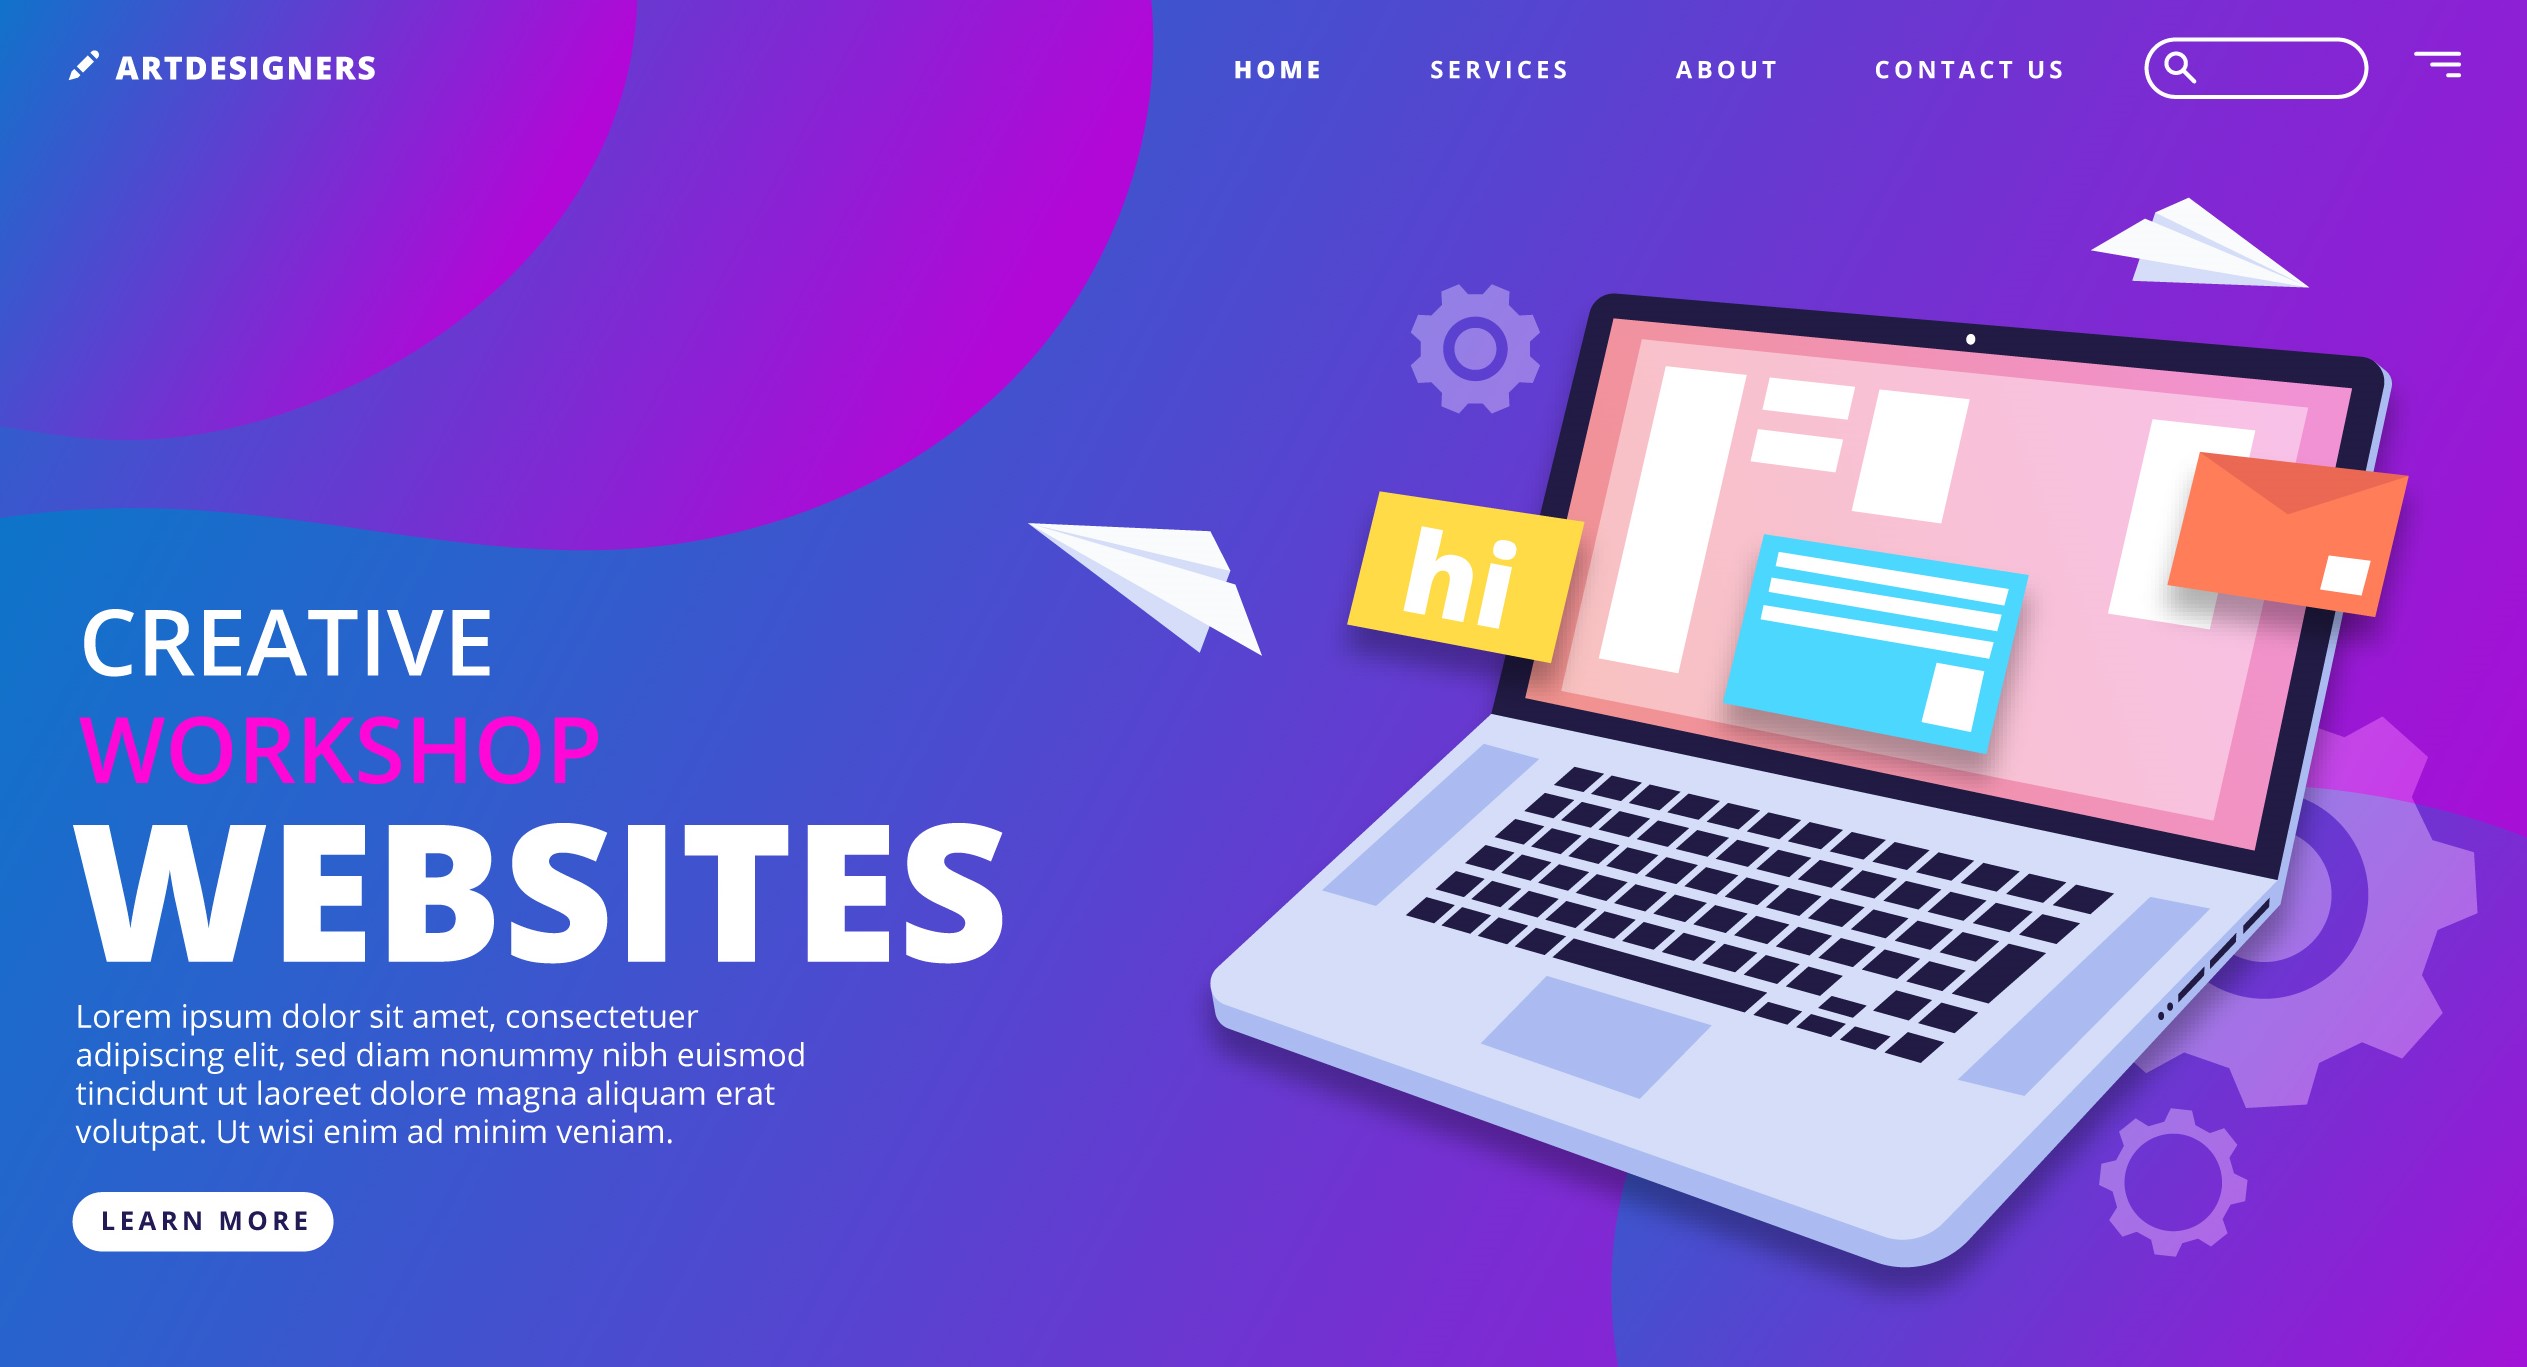 ARTDESIGNERS
HOME SERVICES ABOUT CONTACT US
hi
CREATIVE
WORKSHOP
WEBSITES
Lorem ipsum dolor sit amet, consectetuer
adipiscing elit, sed diam nonummy nibh euismod
tincidunt ut laoreet dolore magna aliquam erat
volutpat. Ut wisi enim ad minim veniam.
LEARN MORE